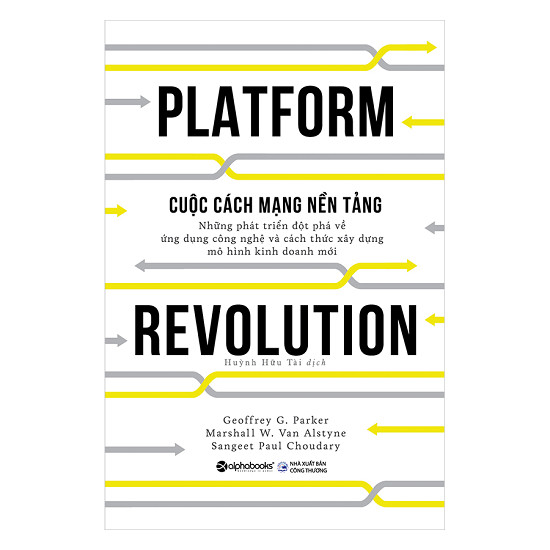 PLATFORM
CUỘC CÁCH MẠNG NỀN TẢNG
Những phát triển đột phá về
ứng dụng công nghệ và cách thức xây dựng
mô hình kinh doanh mới
REVOLUTION
Huỳnh Hữu Tài dịch
Geoffrey G. Parker
Marshall W. Van Alstyne
Sangeet Paul Choudary
alphabooks
NHÀ XUẤT BẢN
CÔNG THƯƠNG